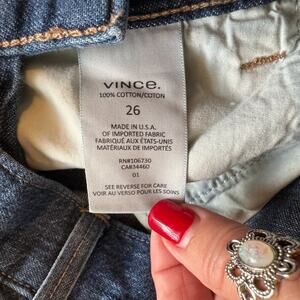 VINCE.
100% COTTON/COTON
26
MADE IN U.S.A.
OF IMPORTED FABRIC
FABRIQUÉ AUX ÉTATS-UNIS
MATÉRIAUX DE IMPORTÉS
RN#106730
CA#34460
01
SEE REVERSE FOR CARE
VOIR AU VERSO POUR LES SOINS